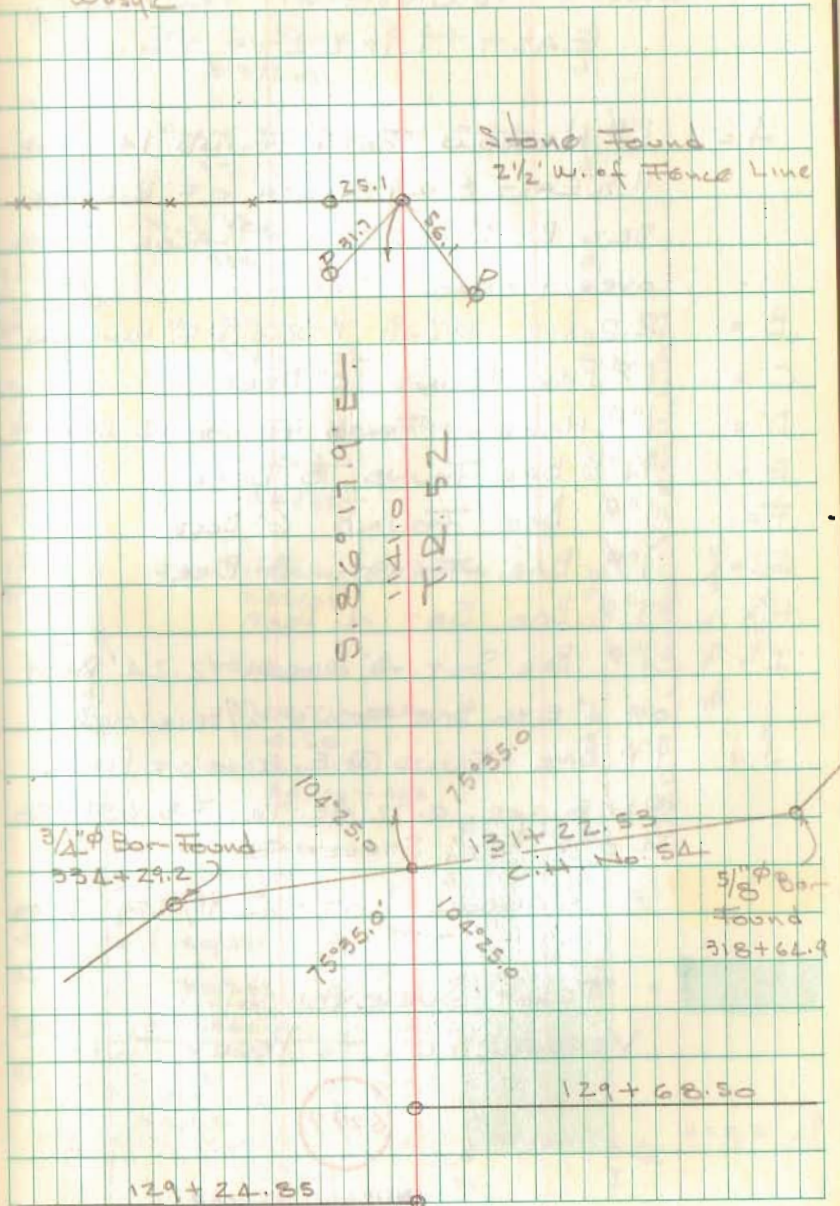 Stone Found
2 1/2' W. of Fence Line
25.1
31.7
56.1
S. 86° 17.9' E.
1141.0
T.R. 52
104° 25.0
75° 35.0
3/4" φ Bar Found
334 + 29.2
131 + 22.53
C.H. No. 54
5/8" φ Bar
Found
318 + 64.9
75° 35.0'
104° 25.0
129 + 68.50
129 + 24.85